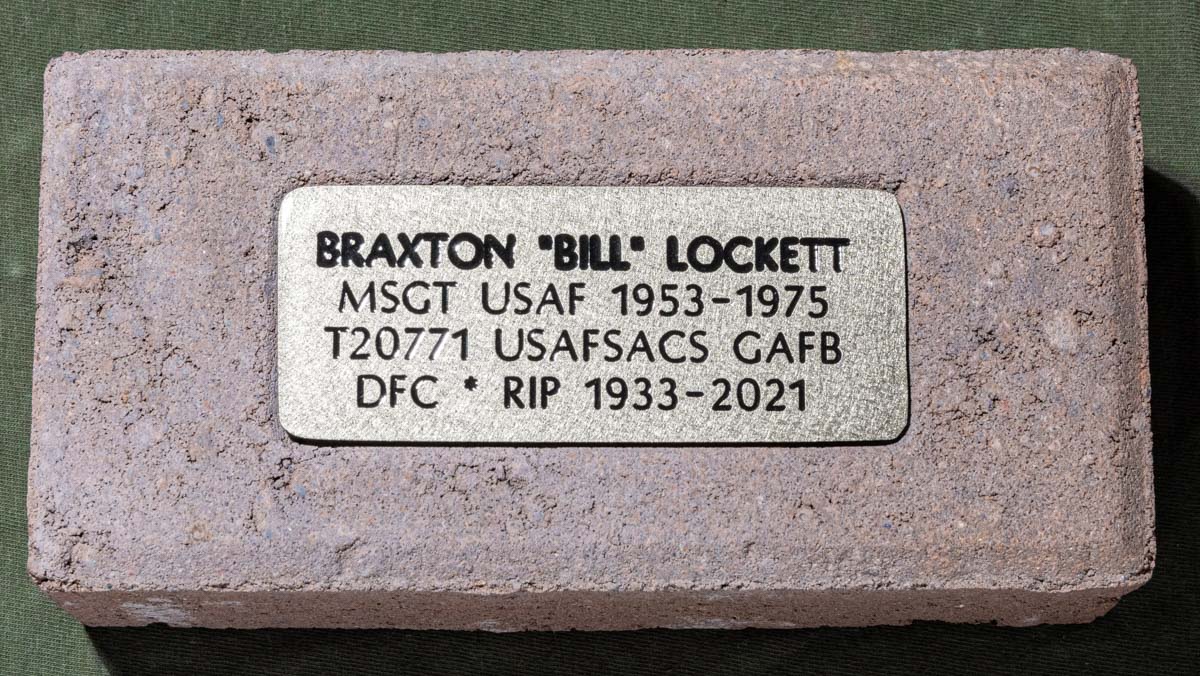 BRAXTON "BILL" LOCKETT
MSGT USAF 1953-1975
T20771 USAFSACS GAFB
DFC * RIP 1933-2021